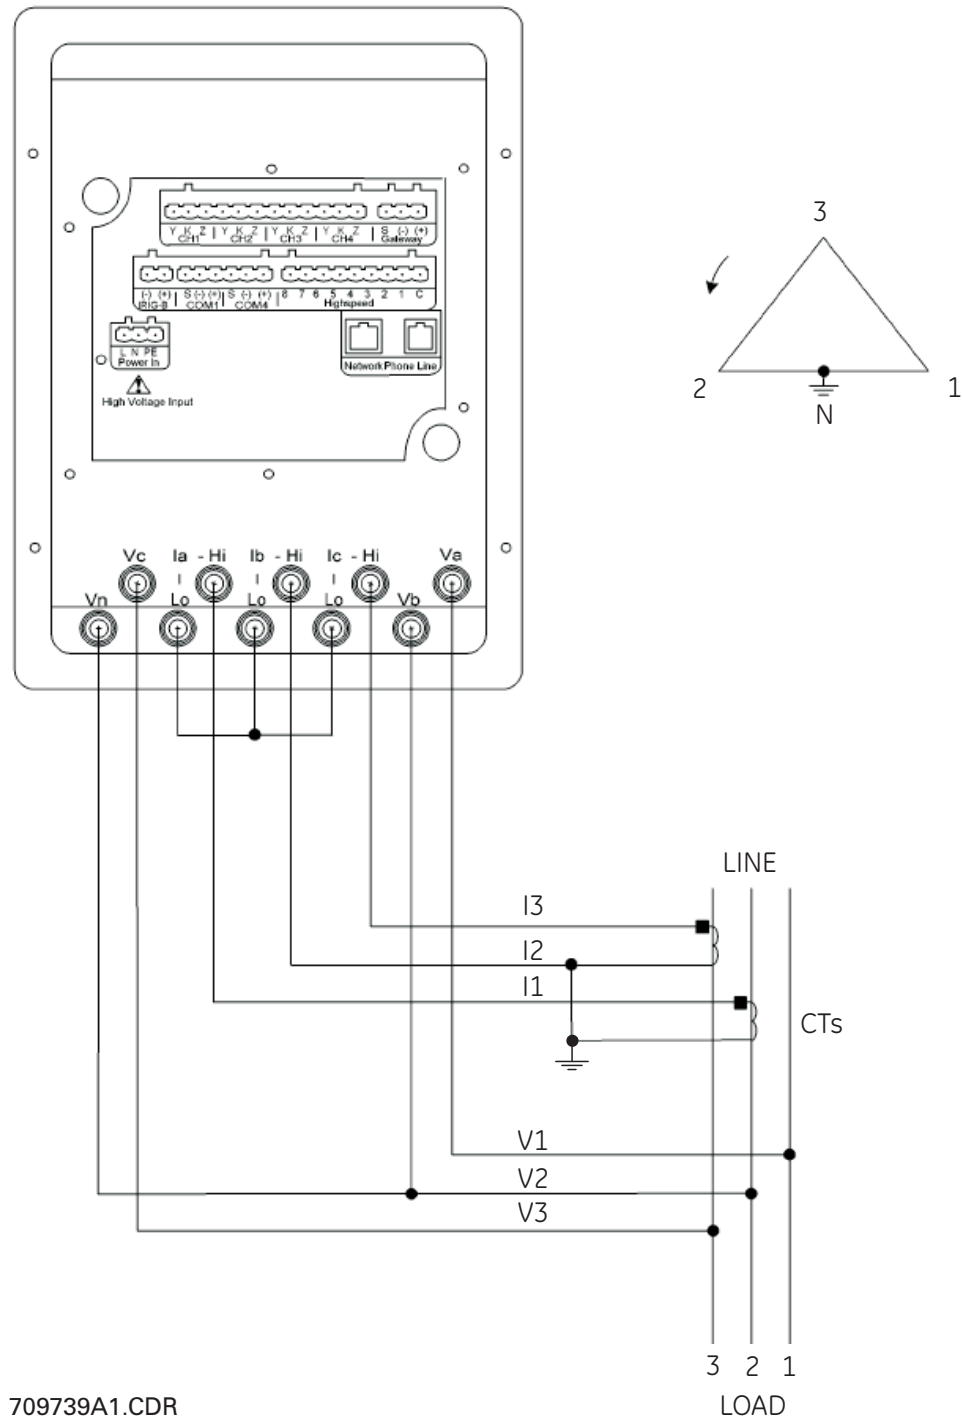 Y K Z | Y K Z | Y K Z | Y K Z | S (-) (+)
CH1 CH2 CH3 CH4 Gateway
(-) (+) | S (-) (+) | S (-) (+) | 8 7 6 5 4 3 2 1 C
IRIG-B COM1 COM4 Highspeed
L N PE
Power In
Network Phone Line
High Voltage Input
3
2
1
N
Vc Ia - Hi Ib - Hi Ic - Hi Va
Vn Lo Lo Lo Vb
LINE
I3
I2
I1
CTs
V1
V2
V3
3 2 1
LOAD
709739A1.CDR